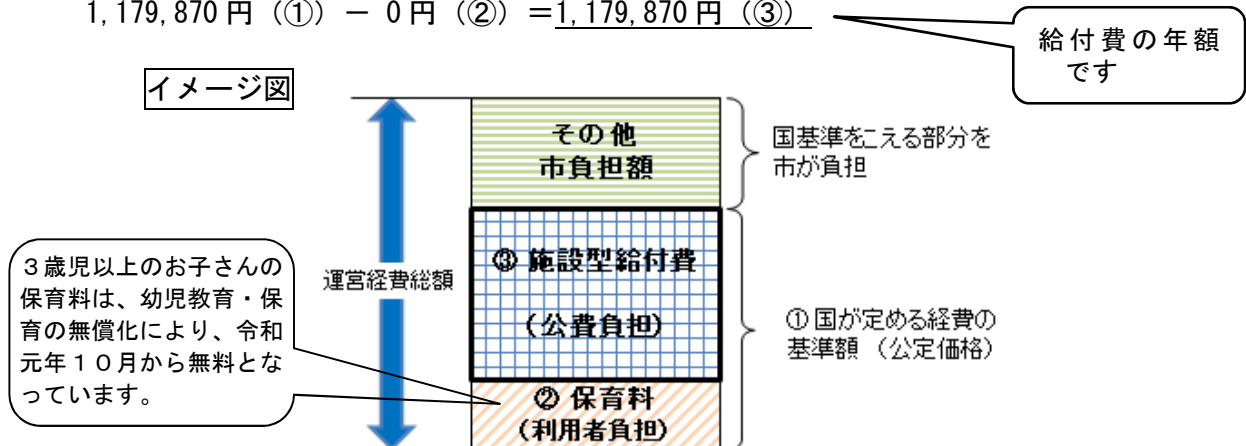 1,179,870円（①）－ 0円（②）＝1,179,870円（③）
給付費の年額
です
イメージ図
その他
市負担額
国基準をこえる部分を
市が負担
３歳児以上のお子さんの
保育料は、幼児教育・保
育の無償化により、令和
元年１０月から無料とな
っています。
運営経費総額
③ 施設型給付費
（公費負担）
① 国が定める経費の
基準額 （公定価格）
② 保育料
（利用者負担）